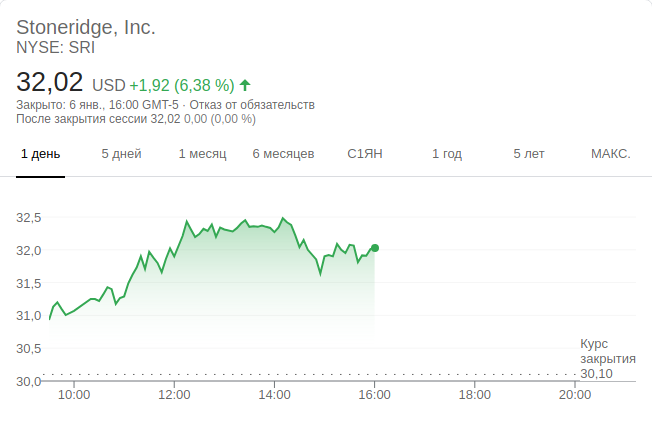 Stoneridge, Inc.
NYSE: SRI
32,02 USD +1,92 (6,38 %)
Закрыто: 6 янв., 16:00 GMT-5 · Отказ от обязательств
После закрытия сессии 32,02 0,00 (0,00 %)
1 день 5 дней 1 месяц 6 месяцев С1ЯН 1 год 5 лет МАКС.
32,5
32,0
31,5
31,0
30,5
30,0
Курс
закрытия
30,10
10:00 12:00 14:00 16:00 18:00 20:00